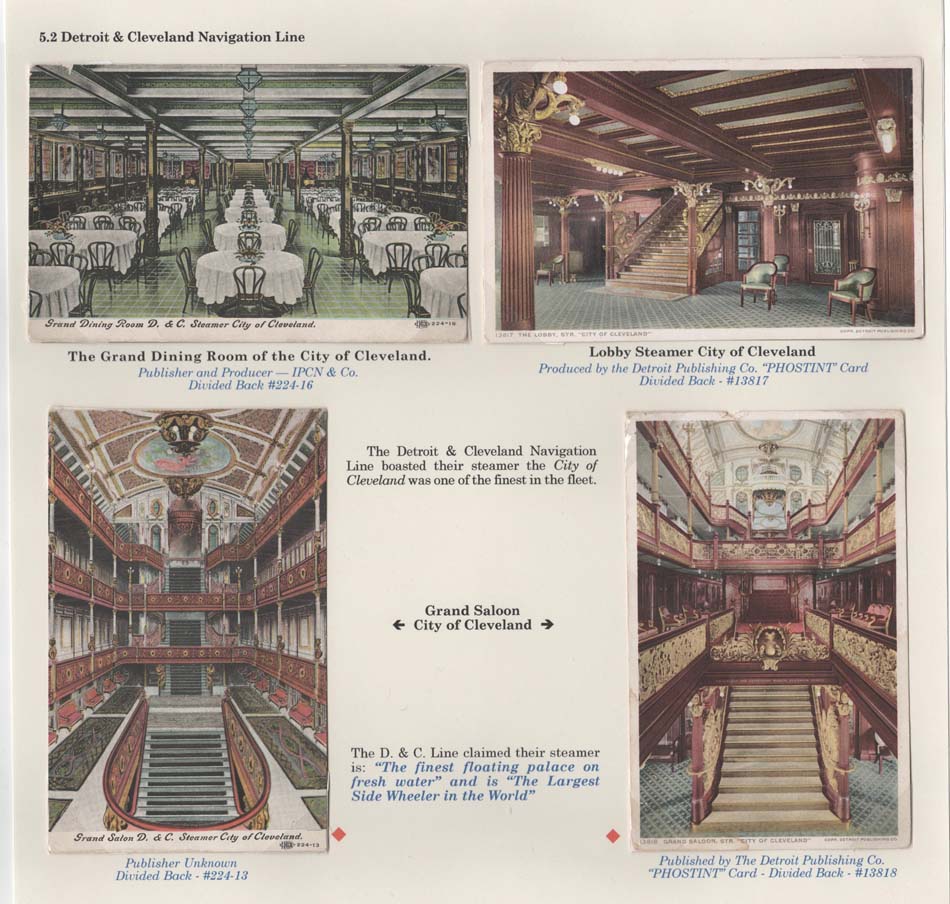 5.2 Detroit & Cleveland Navigation Line
Grand Dining Room D. & C. Steamer City of Cleveland.
224-16
13817 THE LOBBY, STR. "CITY OF CLEVELAND"
COPR. DETROIT PUBLISHING CO.
The Grand Dining Room of the City of Cleveland.
Publisher and Producer — IPCN & Co.
Divided Back #224-16
Lobby Steamer City of Cleveland
Produced by the Detroit Publishing Co. "PHOSTINT" Card
Divided Back - #13817
The Detroit & Cleveland Navigation
Line boasted their steamer the City of
Cleveland was one of the finest in the fleet.
Grand Saloon
← City of Cleveland →
The D. & C. Line claimed their steamer
is: "The finest floating palace on
fresh water" and is "The Largest
Side Wheeler in the World"
Grand Salon D. & C. Steamer City of Cleveland.
224-13
13818 GRAND SALOON, STR. "CITY OF CLEVELAND"
COPR. DETROIT PUBLISHING CO.
Publisher Unknown
Divided Back - #224-13
Published by The Detroit Publishing Co.
"PHOSTINT" Card - Divided Back - #13818